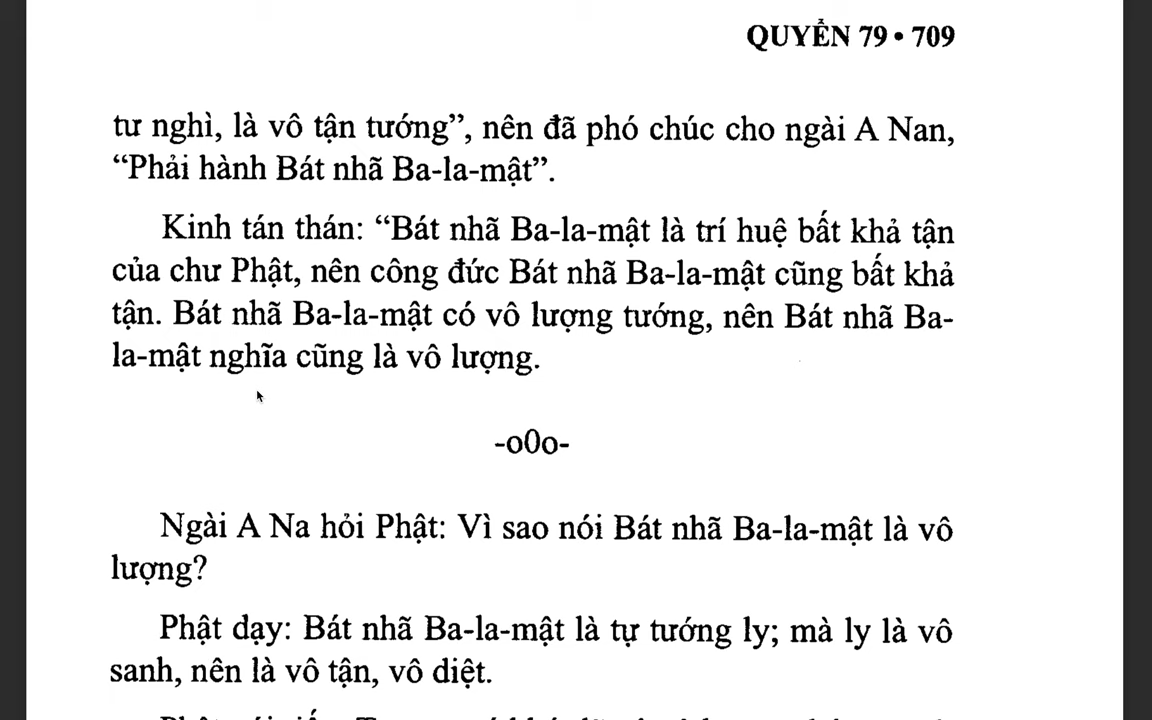 QUYỂN 79 • 709
tư nghì, là vô tận tướng”, nên đã phó chúc cho ngài A Nan,
“Phải hành Bát nhã Ba-la-mật”.
Kinh tán thán: “Bát nhã Ba-la-mật là trí huệ bất khả tận
của chư Phật, nên công đức Bát nhã Ba-la-mật cũng bất khả
tận. Bát nhã Ba-la-mật có vô lượng tướng, nên Bát nhã Ba-
la-mật nghĩa cũng là vô lượng.
-o0o-
Ngài A Na hỏi Phật: Vì sao nói Bát nhã Ba-la-mật là vô
lượng?
Phật dạy: Bát nhã Ba-la-mật là tự tướng ly; mà ly là vô
sanh, nên là vô tận, vô diệt.